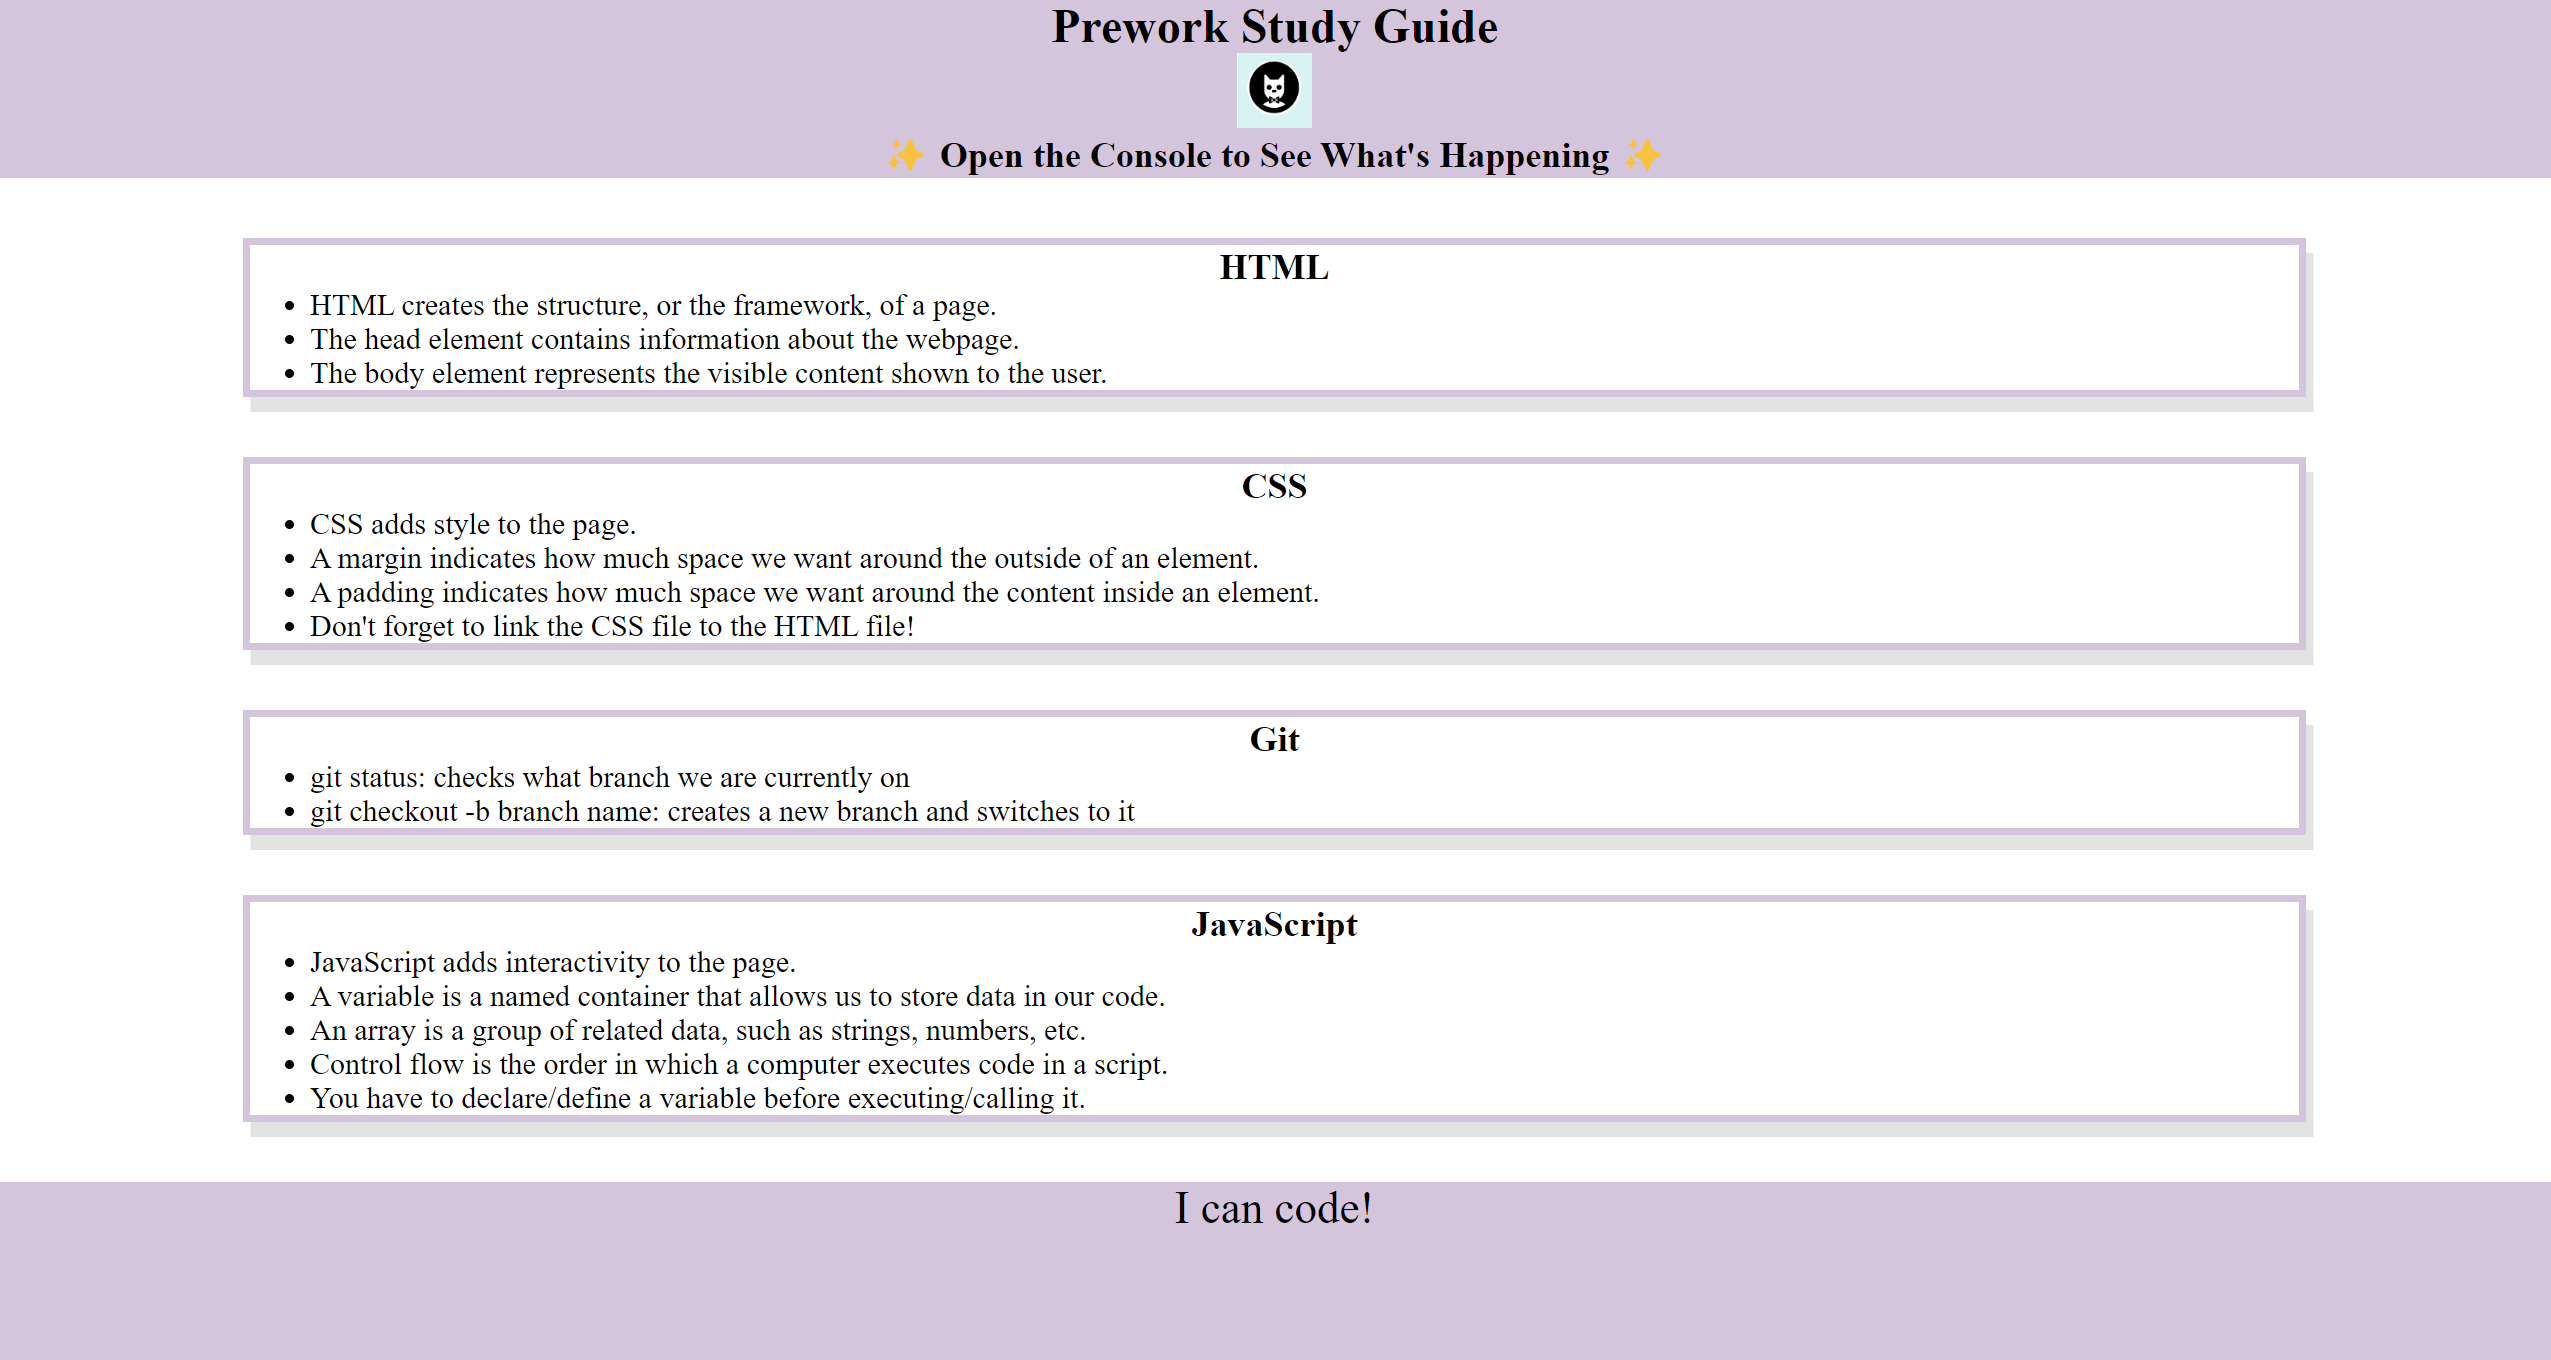 Prework Study Guide
✨ Open the Console to See What's Happening ✨
HTML
• HTML creates the structure, or the framework, of a page.
• The head element contains information about the webpage.
• The body element represents the visible content shown to the user.
CSS
• CSS adds style to the page.
• A margin indicates how much space we want around the outside of an element.
• A padding indicates how much space we want around the content inside an element.
• Don't forget to link the CSS file to the HTML file!
Git
• git status: checks what branch we are currently on
• git checkout -b branch name: creates a new branch and switches to it
JavaScript
• JavaScript adds interactivity to the page.
• A variable is a named container that allows us to store data in our code.
• An array is a group of related data, such as strings, numbers, etc.
• Control flow is the order in which a computer executes code in a script.
• You have to declare/define a variable before executing/calling it.
I can code!